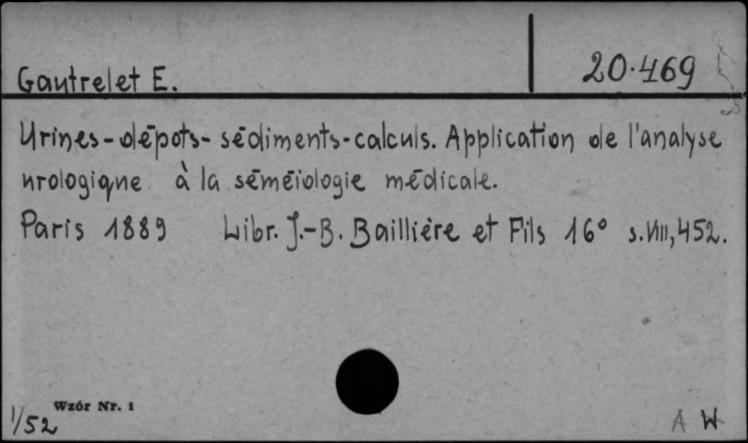 Gautrelet E.
20.469
Urines-dépots-sédiments-calculs. Application de l'analyse
urologique à la séméiologie médicale.
Paris 1889 Libr. J.-B. Baillière et Fils 16° s.VIII,452.
Wzór Nr. 1
1/52
A W